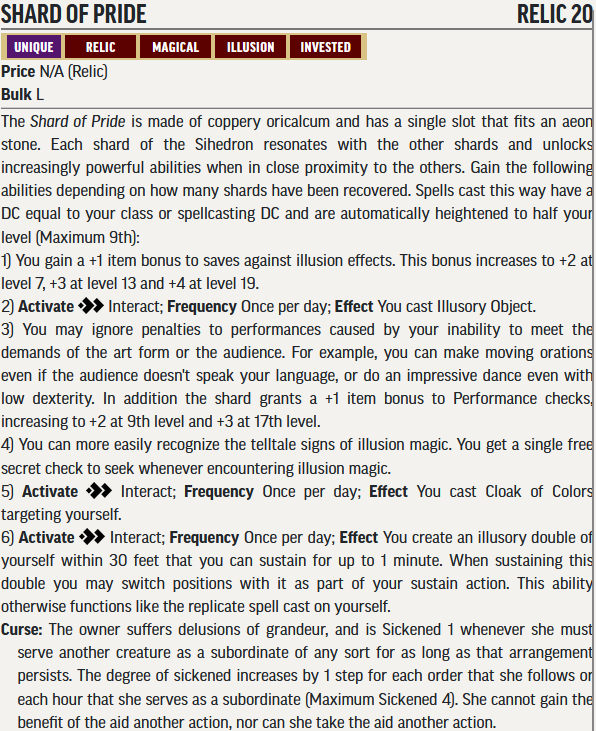 SHARD OF PRIDE RELIC 20
UNIQUE RELIC MAGICAL ILLUSION INVESTED
Price N/A (Relic)
Bulk L
The Shard of Pride is made of coppery oricalcum and has a single slot that fits an aeon
stone. Each shard of the Sihedron resonates with the other shards and unlocks
increasingly powerful abilities when in close proximity to the others. Gain the following
abilities depending on how many shards have been recovered. Spells cast this way have a
DC equal to your class or spellcasting DC and are automatically heightened to half your
level (Maximum 9th):
1) You gain a +1 item bonus to saves against illusion effects. This bonus increases to +2 at
level 7, +3 at level 13 and +4 at level 19.
2) Activate Interact; Frequency Once per day; Effect You cast Illusory Object.
3) You may ignore penalties to performances caused by your inability to meet the
demands of the art form or the audience. For example, you can make moving orations
even if the audience doesn't speak your language, or do an impressive dance even with
low dexterity. In addition the shard grants a +1 item bonus to Performance checks,
increasing to +2 at 9th level and +3 at 17th level.
4) You can more easily recognize the telltale signs of illusion magic. You get a single free
secret check to seek whenever encountering illusion magic.
5) Activate Interact; Frequency Once per day; Effect You cast Cloak of Colors
targeting yourself.
6) Activate Interact; Frequency Once per day; Effect You create an illusory double of
yourself within 30 feet that you can sustain for up to 1 minute. When sustaining this
double you may switch positions with it as part of your sustain action. This ability
otherwise functions like the replicate spell cast on yourself.
Curse: The owner suffers delusions of grandeur, and is Sickened 1 whenever she must
serve another creature as a subordinate of any sort for as long as that arrangement
persists. The degree of sickened increases by 1 step for each order that she follows or
each hour that she serves as a subordinate (Maximum Sickened 4). She cannot gain the
benefit of the aid another action, nor can she take the aid another action.